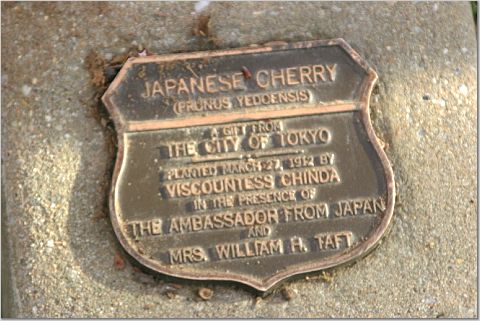 JAPANESE CHERRY
(PRUNUS YEDOENSIS)
A GIFT FROM
THE CITY OF TOKYO
PLANTED MARCH 27, 1912 BY
VISCOUNTESS CHINDA
IN THE PRESENCE OF
THE AMBASSADOR FROM JAPAN
AND
MRS. WILLIAM H. TAFT